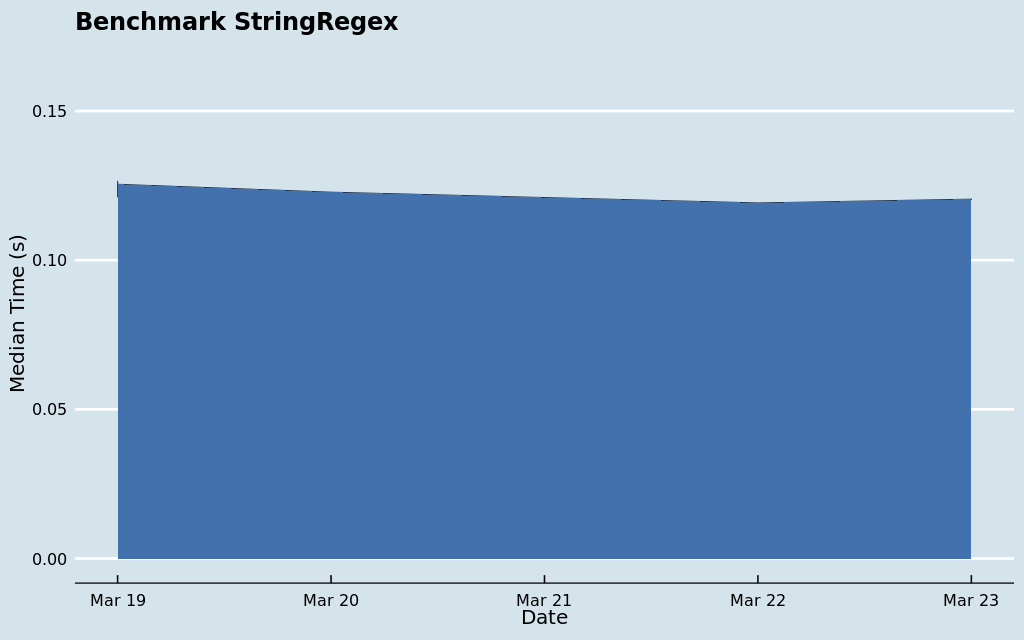 Benchmark StringRegex
Median Time (s)
0.15
0.10
0.05
0.00
Mar 19 Mar 20 Mar 21 Mar 22 Mar 23
Date